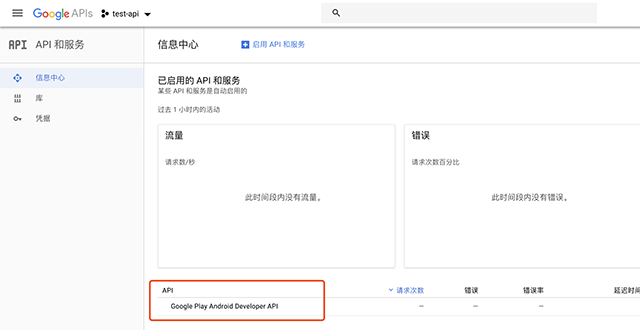 Google APIs test-api
API API 和服务 信息中心 启用 API 和服务
信息中心
库
凭据
已启用的 API 和服务
某些 API 和服务是自动启用的
过去 1 小时内的活动
流量 错误
请求数/秒 请求次数百分比
此时间段内没有流量。 此时间段内没有错误。
API 请求次数 错误 错误率 延迟时间
Google Play Android Developer API — — —